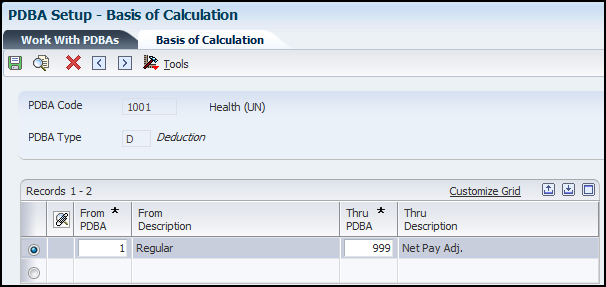 PDBA Setup - Basis of Calculation
Work With PDBAs Basis of Calculation
Tools
PDBA Code 1001 Health (UN)
PDBA Type D Deduction
Records 1 - 2 Customize Grid
From * From Thru * Thru
PDBA Description PDBA Description
1 Regular 999 Net Pay Adj.